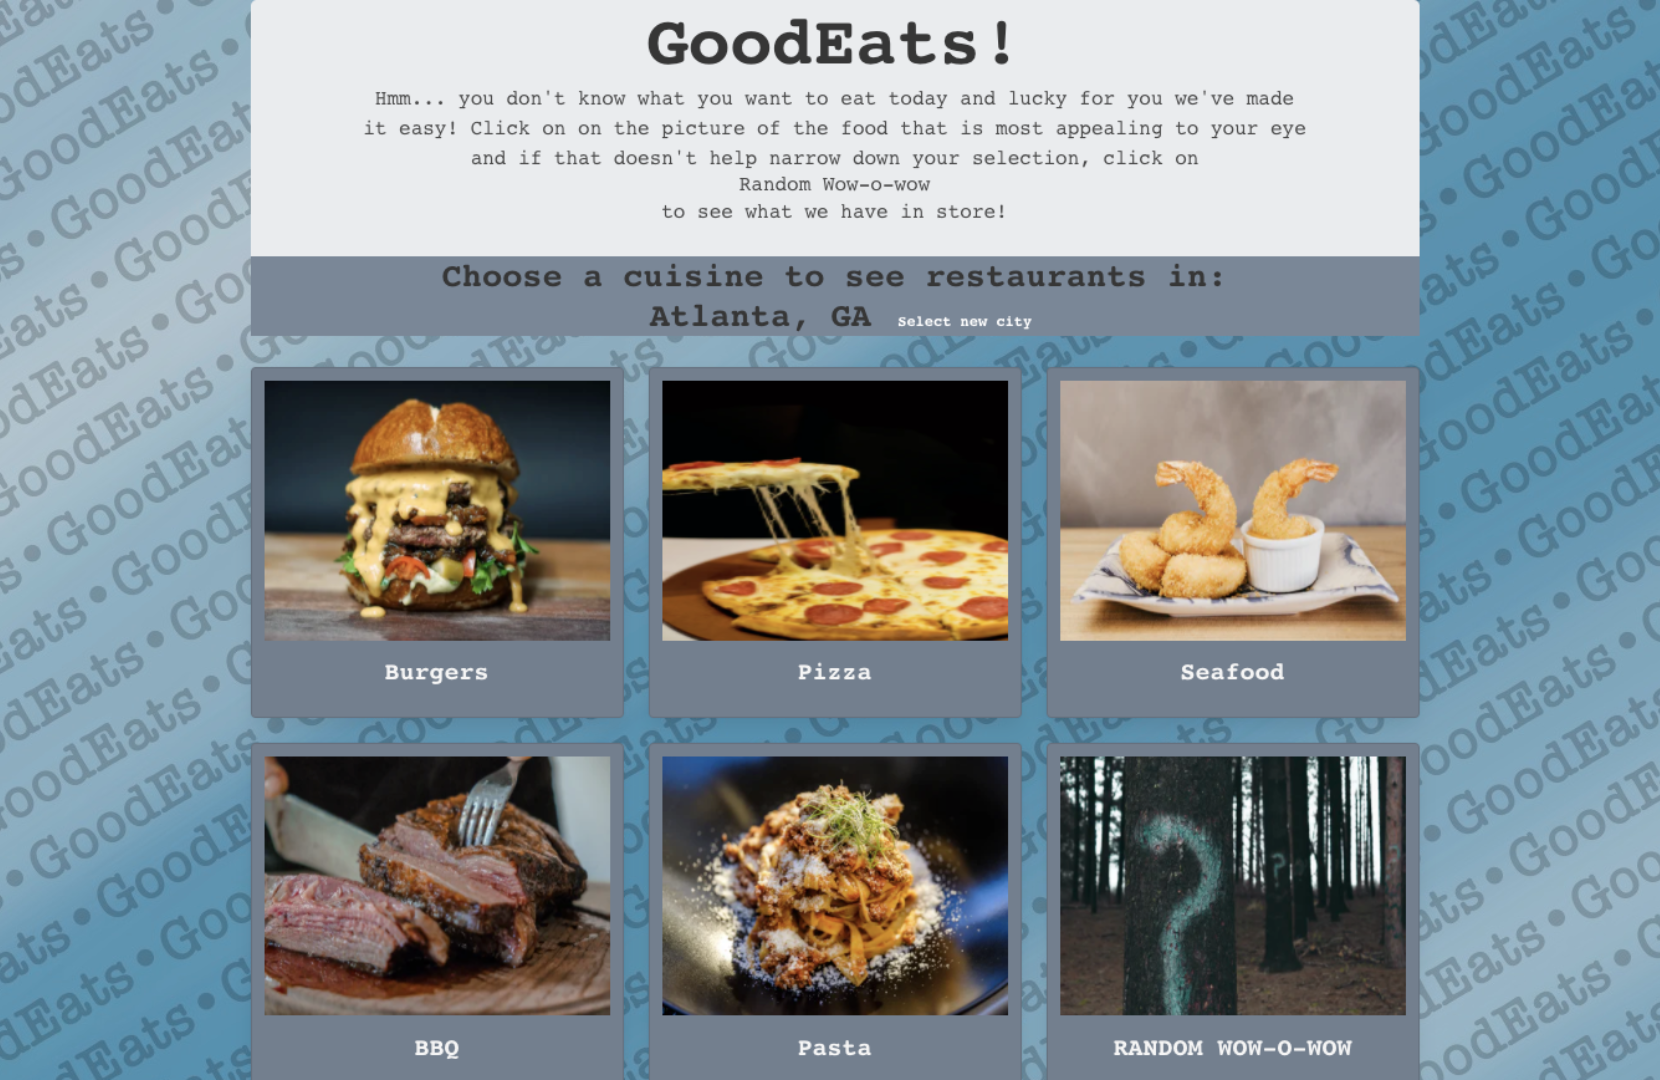 GoodEats!
Hmm... you don't know what you want to eat today and lucky for you we've made
it easy! Click on on the picture of the food that is most appealing to your eye
and if that doesn't help narrow down your selection, click on
Random Wow-o-wow
to see what we have in store!
Choose a cuisine to see restaurants in:
Atlanta, GA Select new city
Burgers
Pizza
Seafood
BBQ
Pasta
RANDOM WOW-O-WOW